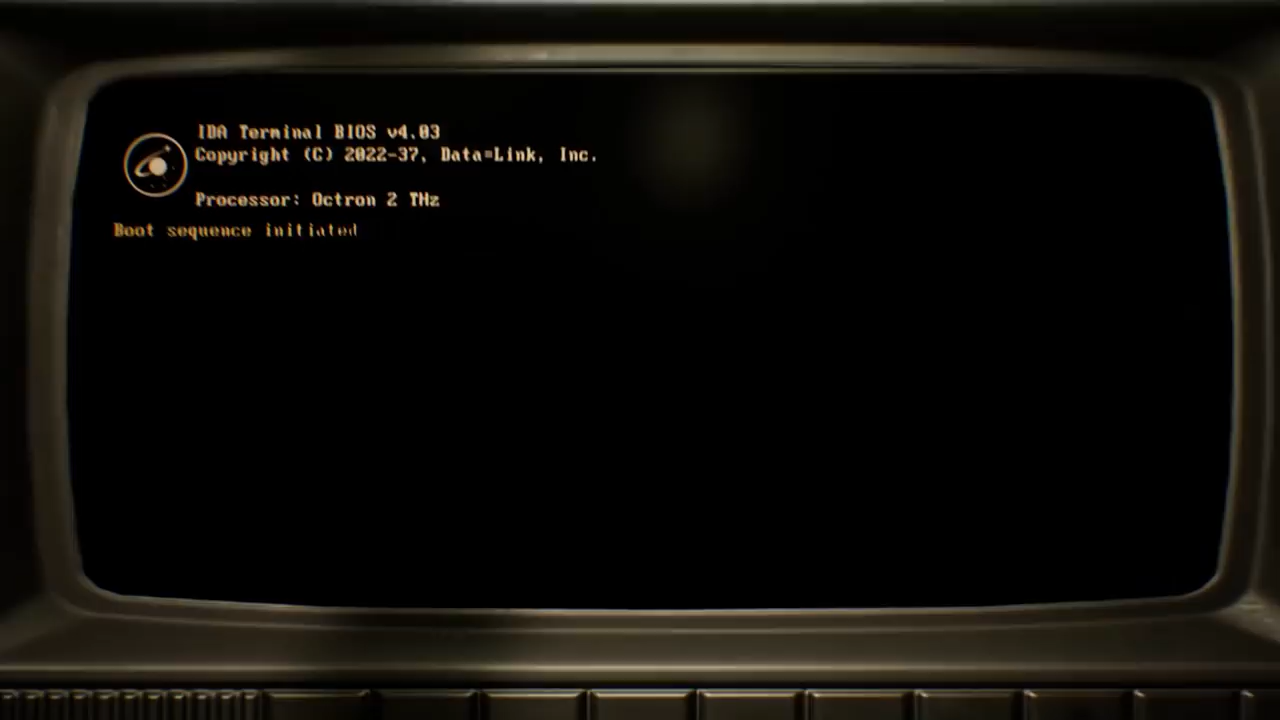 IDA Terminal BIOS v4.03
Copyright (C) 2022-37, Data=Link, Inc.
Processor: Octron 2 THz
Boot sequence initiated